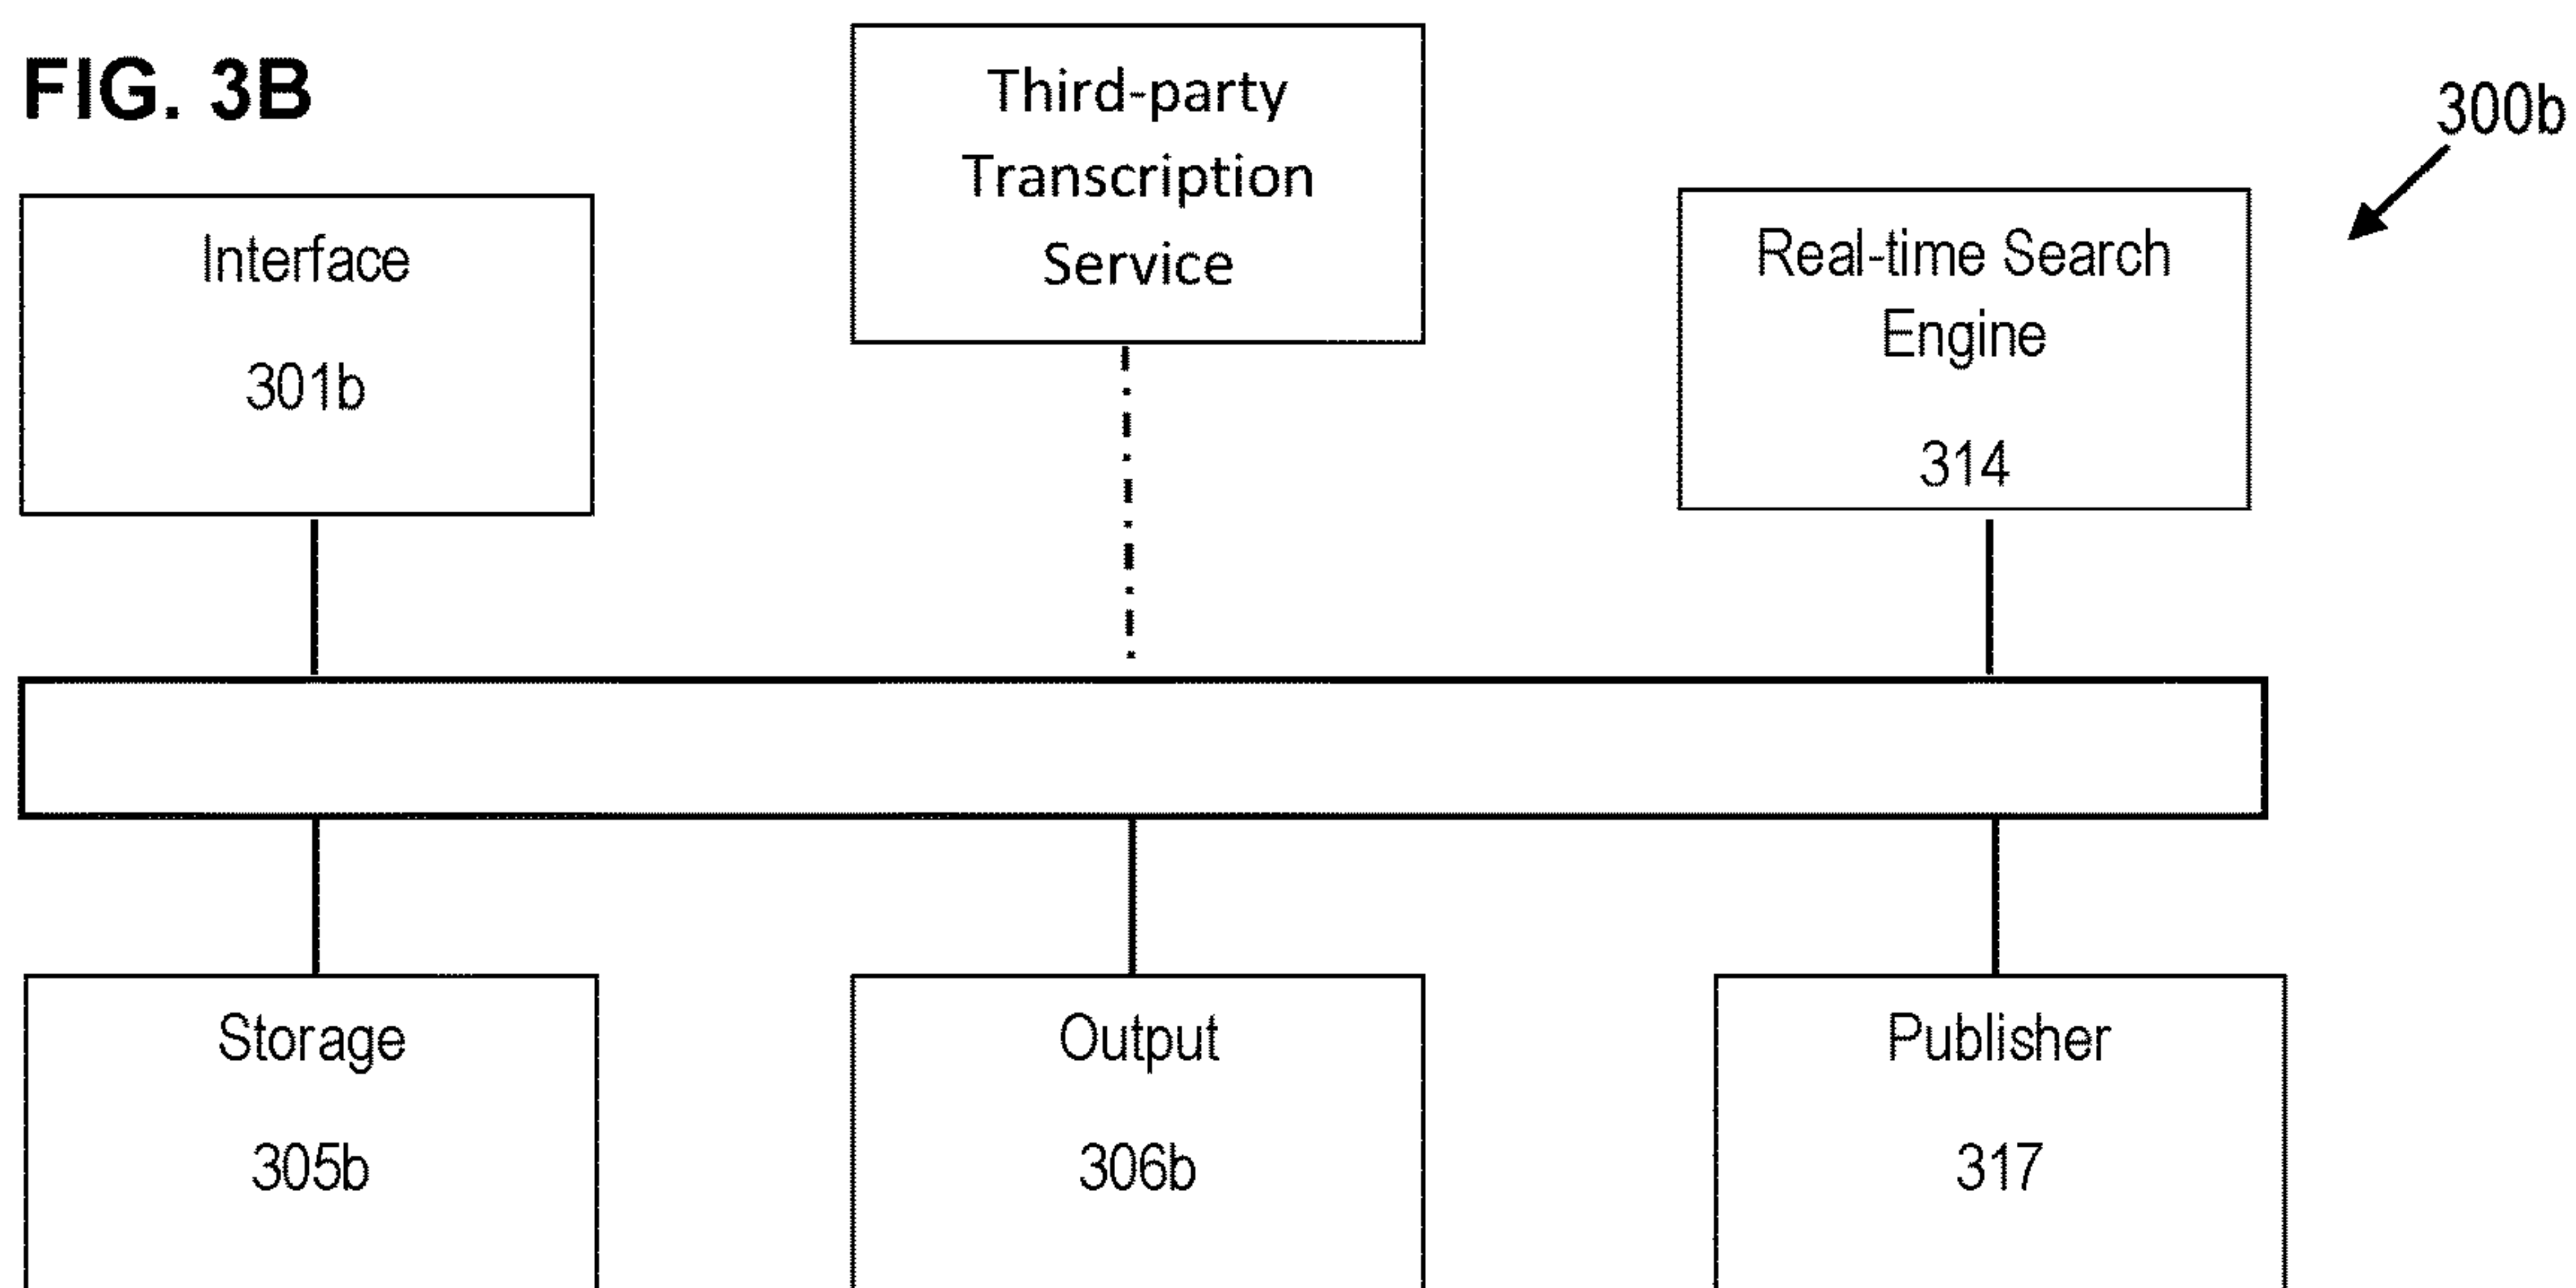 FIG. 3B
300b
Interface
301b
Third-party
Transcription
Service
Real-time Search
Engine
314
Storage
305b
Output
306b
Publisher
317